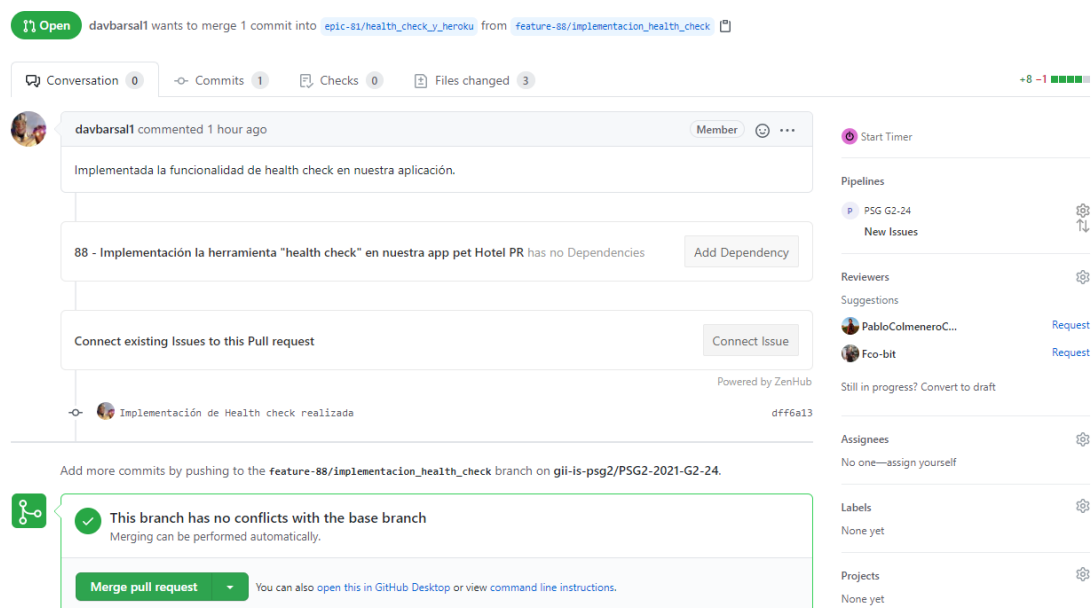 Open davbarsal1 wants to merge 1 commit into epic-81/health_check_y_heroku from feature-88/implementacion_health_check
Conversation 0 Commits 1 Checks 0 Files changed 3 +8 −1
davbarsal1 commented 1 hour ago Member
Implementada la funcionalidad de health check en nuestra aplicación.
88 - Implementación la herramienta "health check" en nuestra app pet Hotel PR has no Dependencies Add Dependency
Connect existing Issues to this Pull request Connect Issue
Powered by ZenHub
Implementación de Health check realizada dff6a13
Add more commits by pushing to the feature-88/implementacion_health_check branch on gii-is-psg2/PSG2-2021-G2-24.
This branch has no conflicts with the base branch
Merging can be performed automatically.
Merge pull request You can also open this in GitHub Desktop or view command line instructions.
Start Timer
Pipelines
P PSG G2-24
New Issues
Reviewers
Suggestions
PabloColmeneroC... Request
Fco-bit Request
Still in progress? Convert to draft
Assignees
No one—assign yourself
Labels
None yet
Projects
None yet